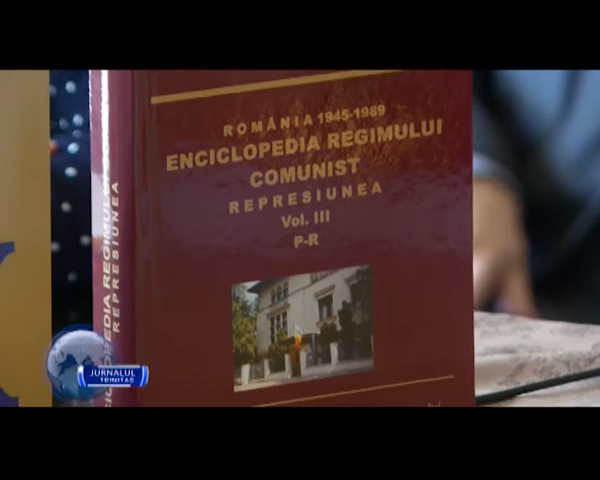 ROMÂNIA 1945-1989
ENCICLOPEDIA REGIMULUI
COMUNIST
REPRESIUNEA
Vol. III
P-R
ENCICLOPEDIA REGIMULUI
REPRESIUNEA
JURNALUL
TRINITAS